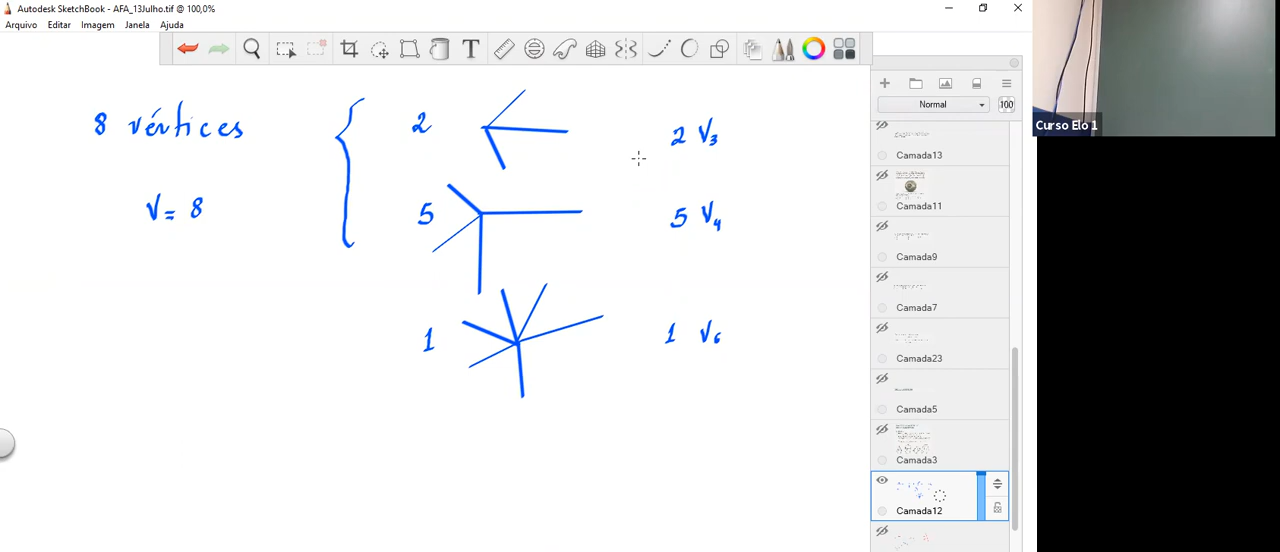 Autodesk SketchBook - AFA_13Julho.tif @ 100,0%
Arquivo Editar Imagem Janela Ajuda
T
Normal
100
Curso Elo 1
8 vértices
2
2 V₃
V = 8
5
5 V₄
1
1 V₆
Camada13
Camada11
Camada9
Camada7
Camada23
Camada5
Camada3
Camada12